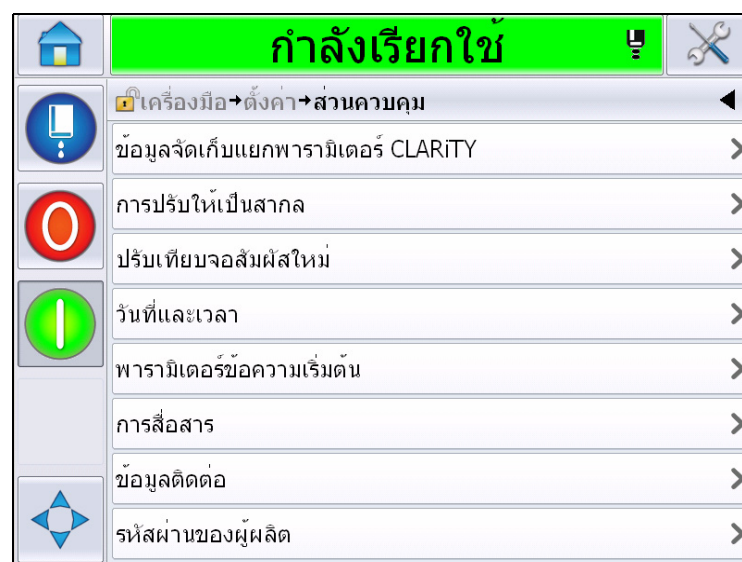 กำลังเรียกใช้
เครื่องมือ→ตั้งค่า→ส่วนควบคุม
ข้อมูลจัดเก็บแยกพารามิเตอร์ CLARiTY
การปรับให้เป็นสากล
ปรับเทียบจอสัมผัสใหม่
วันที่และเวลา
พารามิเตอร์ข้อความเริ่มต้น
การสื่อสาร
ข้อมูลติดต่อ
รหัสผ่านของผู้ผลิต